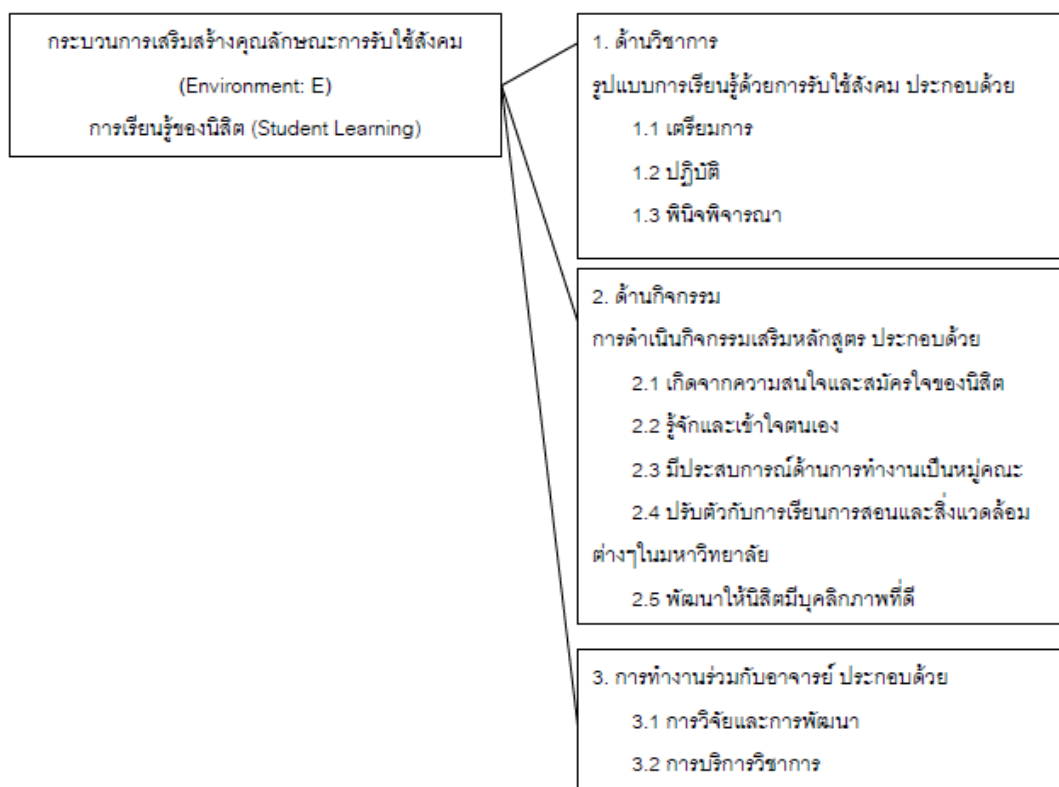 กระบวนการเสริมสร้างคุณลักษณะการรับใช้สังคม
(Environment: E)
การเรียนรู้ของนิสิต (Student Learning)
1. ด้านวิชาการ
รูปแบบการเรียนรู้ด้วยการรับใช้สังคม ประกอบด้วย
1.1 เตรียมการ
1.2 ปฏิบัติ
1.3 พินิจพิจารณา
2. ด้านกิจกรรม
การดำเนินกิจกรรมเสริมหลักสูตร ประกอบด้วย
2.1 เกิดจากความสนใจและสมัครใจของนิสิต
2.2 รู้จักและเข้าใจตนเอง
2.3 มีประสบการณ์ด้านการทำงานเป็นหมู่คณะ
2.4 ปรับตัวกับการเรียนการสอนและสิ่งแวดล้อม
ต่างๆในมหาวิทยาลัย
2.5 พัฒนาให้นิสิตมีบุคลิกภาพที่ดี
3. การทำงานร่วมกับอาจารย์ ประกอบด้วย
3.1 การวิจัยและการพัฒนา
3.2 การบริการวิชาการ